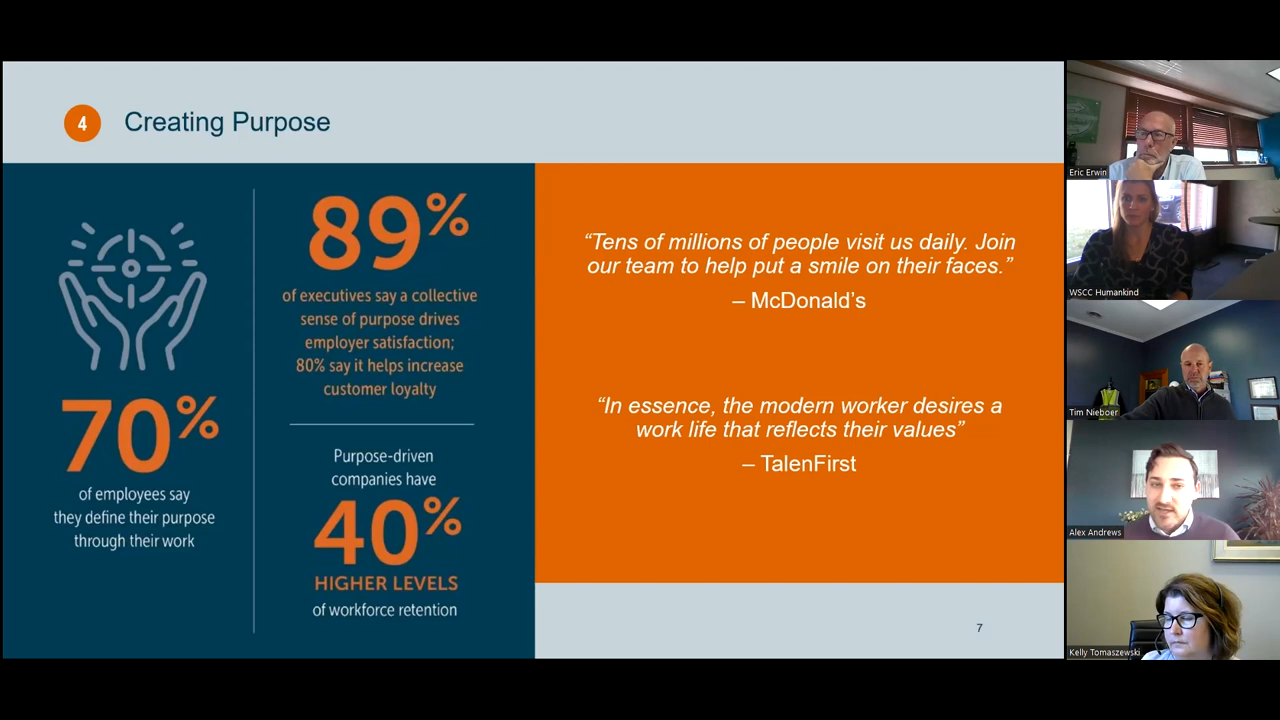 4
Creating Purpose
70%
of employees say
they define their purpose
through their work
89%
of executives say a collective
sense of purpose drives
employer satisfaction;
80% say it helps increase
customer loyalty
Purpose-driven
companies have
40%
HIGHER LEVELS
of workforce retention
“Tens of millions of people visit us daily. Join
our team to help put a smile on their faces.”
– McDonald’s
“In essence, the modern worker desires a
work life that reflects their values”
– TalenFirst
7
Eric Erwin
WSCC Humankind
Tim Nieboer
Alex Andrews
Kelly Tomaszewski